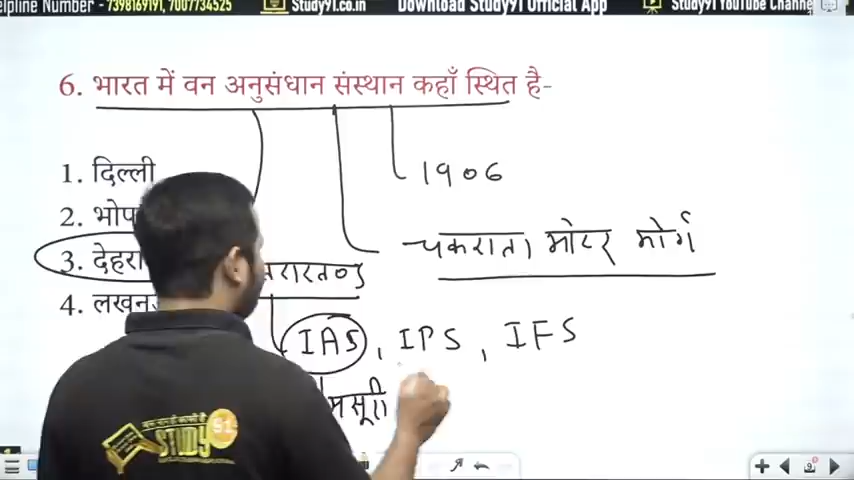 elpline Number - 7398169191, 7007734525 Study91.co.in Download Study91 Official App Study91 YouTube Channe
6. भारत में वन अनुसंधान संस्थान कहाँ स्थित है-
1. दिल्ली
1906
2. भोप
चकराता मोटर मोर्ग
3. देहरा
4. लखन
IAS, IPS, IFS
मसूरी
STUDY 91